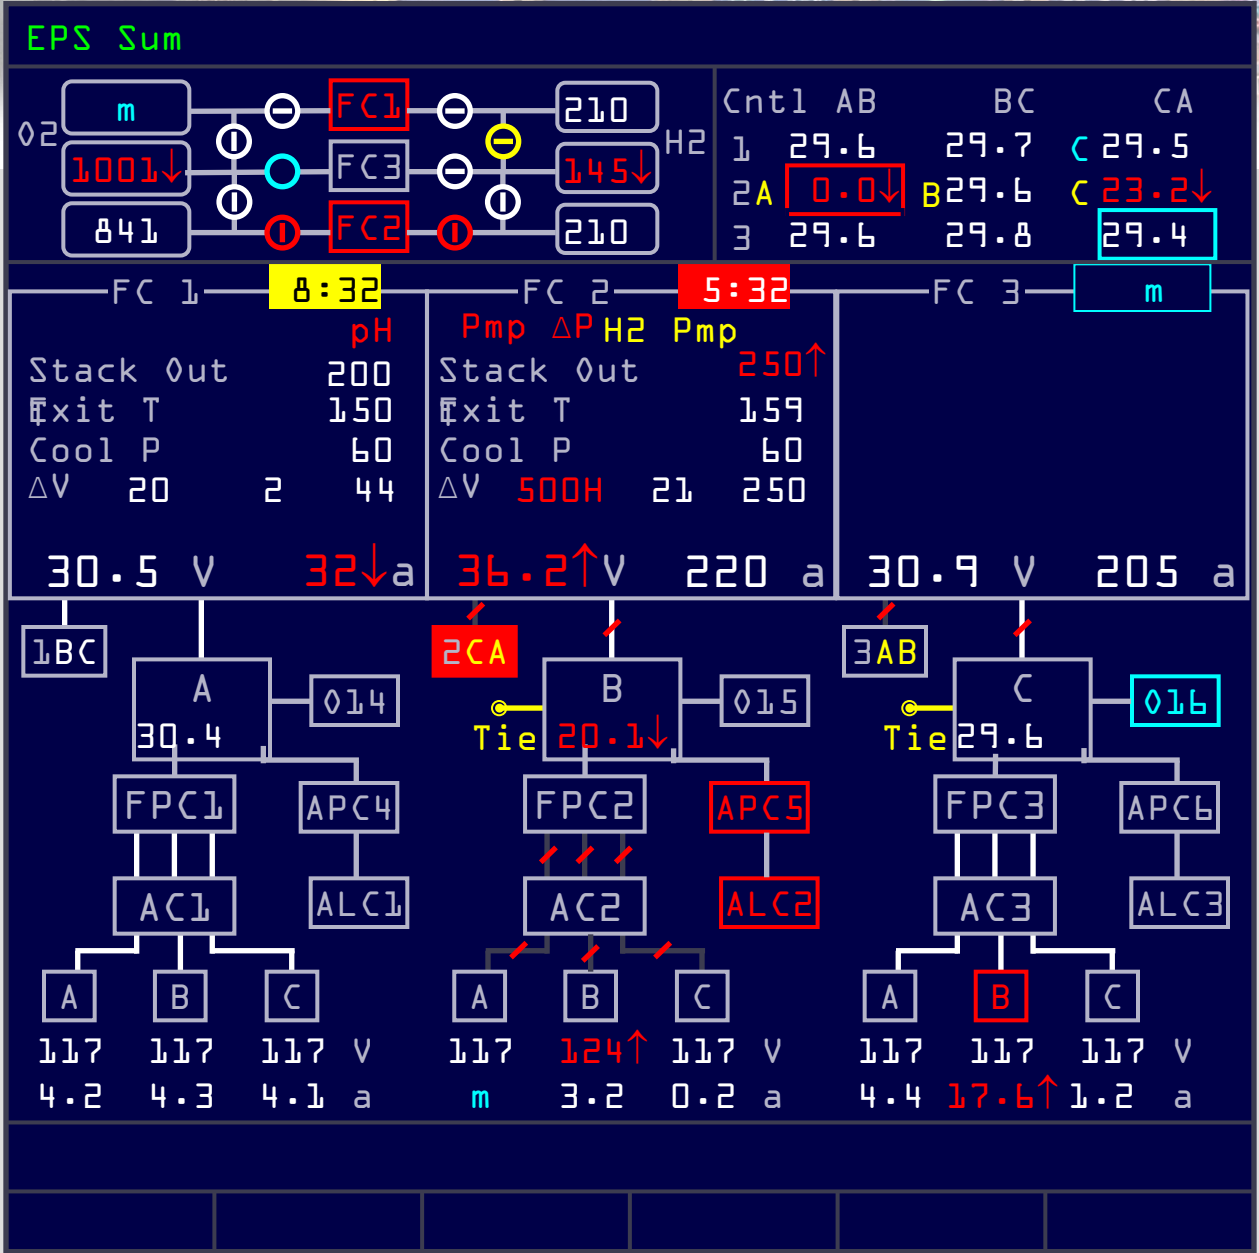 EPS Sum
m FC1 210
O2 H2
1001↓ FC3 145↓
841 FC2 210
Cntl AB BC CA
1 29.6 29.7 C 29.5
2 A 0.0↓ B 29.6 C 23.2↓
3 29.6 29.8 29.4
FC 1 8:32 FC 2 5:32 FC 3 m
pH Pmp ΔP H2 Pmp
Stack Out 200 Stack Out 250↑
Exit T 150 Exit T 159
Cool P 60 Cool P 60
ΔV 20 2 44 ΔV 500H 21 250
30.5 V 32↓ a 36.2↑ V 220 a 30.9 V 205 a
1BC 2CA 3AB
A O14 B O15 C O16
30.4 Tie 20.1↓ Tie 29.6
FPC1 APC4 FPC2 APC5 FPC3 APC6
AC1 ALC1 AC2 ALC2 AC3 ALC3
A B C A B C A B C
117 117 117 V 117 124↑ 117 V 117 117 117 V
4.2 4.3 4.1 a m 3.2 0.2 a 4.4 17.6↑ 1.2 a